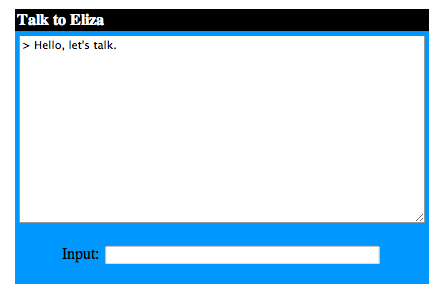 Talk to Eliza
> Hello, let's talk.
Input: